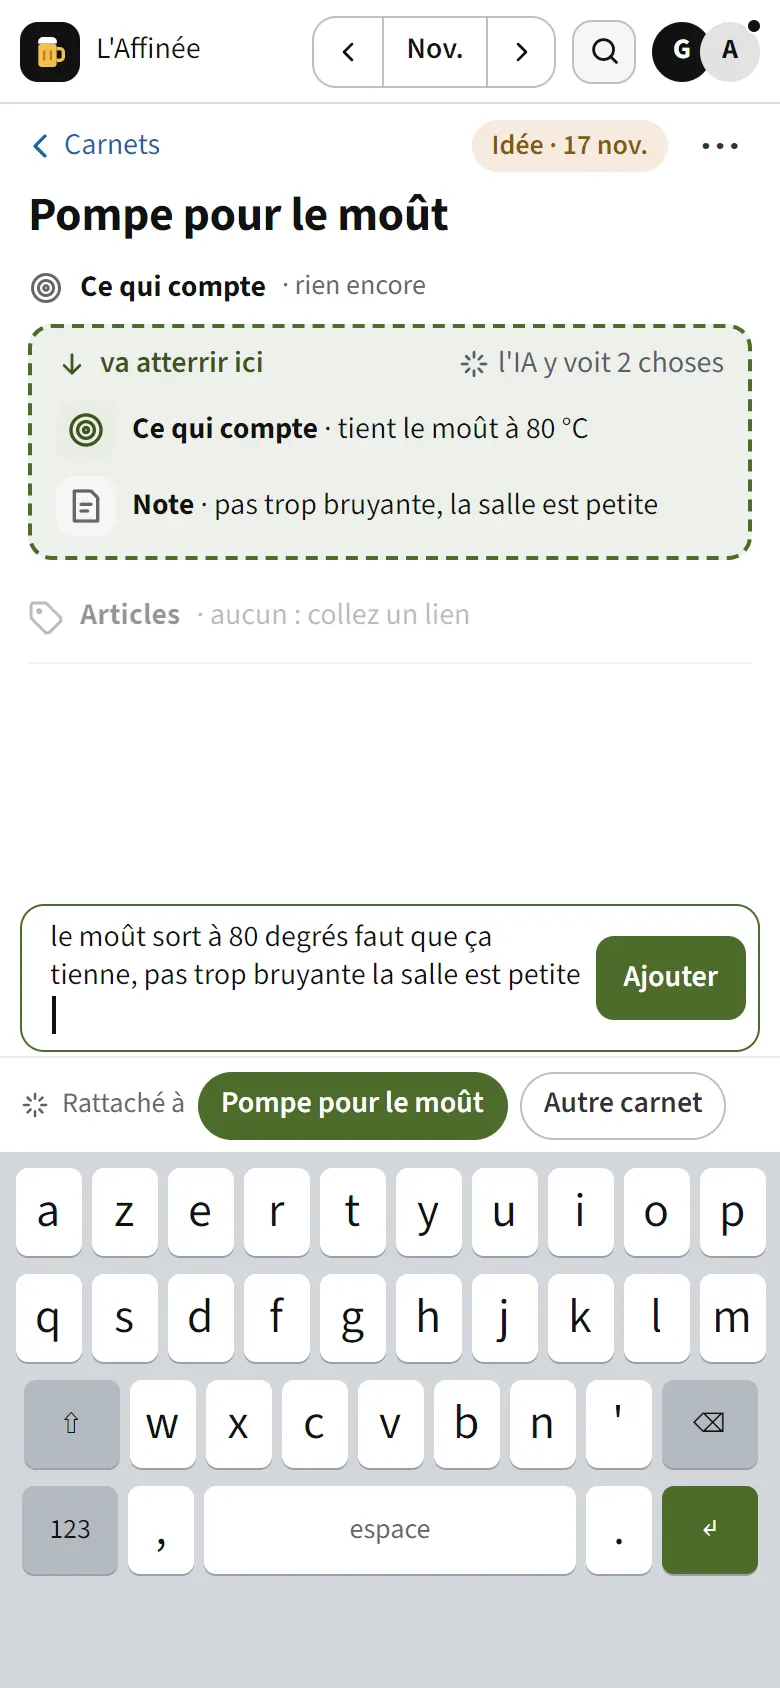 L'Affinée
Nov.
G
A
Carnets
Idée · 17 nov.
Pompe pour le moût
Ce qui compte · rien encore
va atterrir ici
l'IA y voit 2 choses
Ce qui compte · tient le moût à 80 °C
Note · pas trop bruyante, la salle est petite
Articles · aucun : collez un lien
le moût sort à 80 degrés faut que ça
tienne, pas trop bruyante la salle est petite
Ajouter
Rattaché à
Pompe pour le moût
Autre carnet
a z e r t y u i o p
q s d f g h j k l m
⇧ w x c v b n ' ⌫
123 , espace . ↲